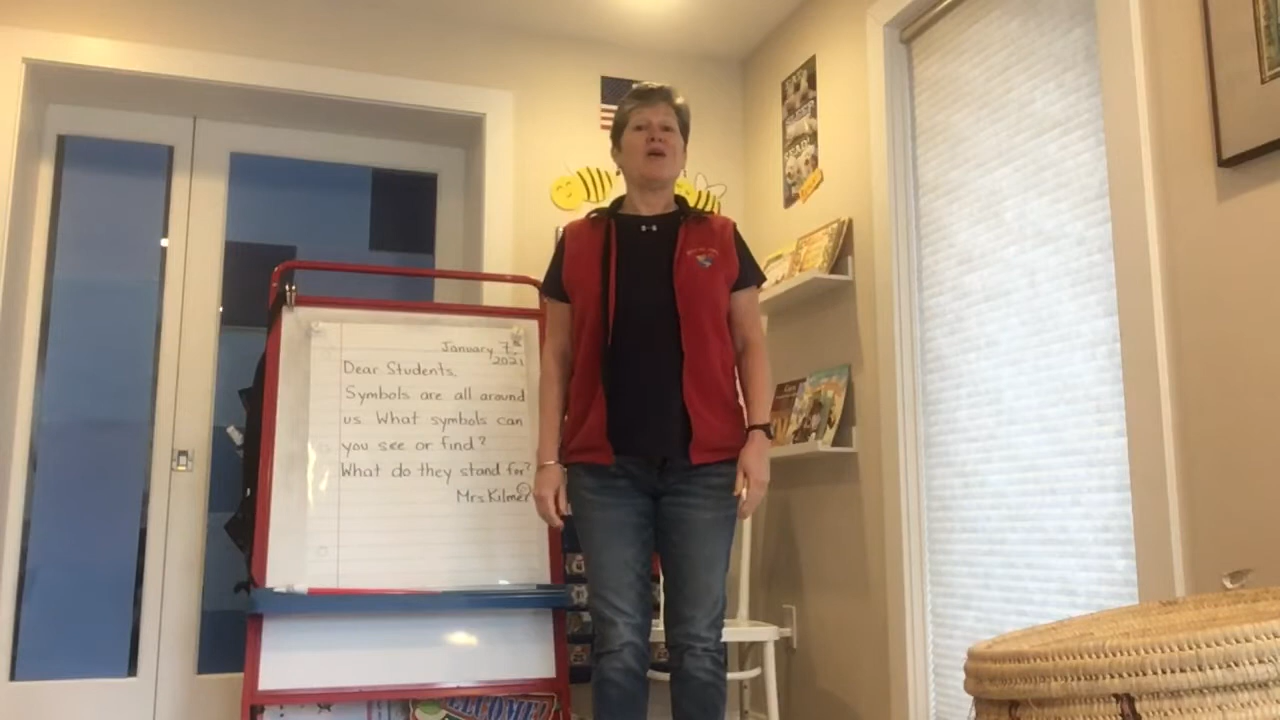 January 7th
2021
Dear Students,
Symbols are all around
us. What symbols can
you see or find?
What do they stand for?
Mrs. Kilmer
WELCOME!